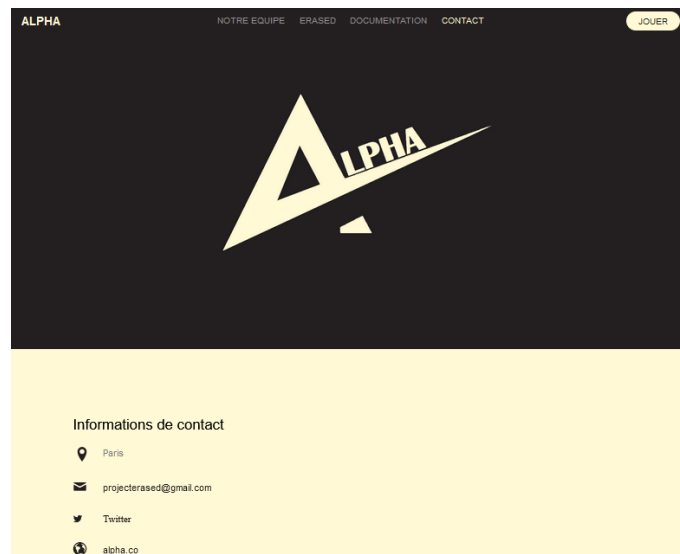 ALPHA NOTRE EQUIPE ERASED DOCUMENTATION CONTACT JOUER
ALPHA
Informations de contact
Paris
projecterased@gmail.com
Twitter
alpha.co